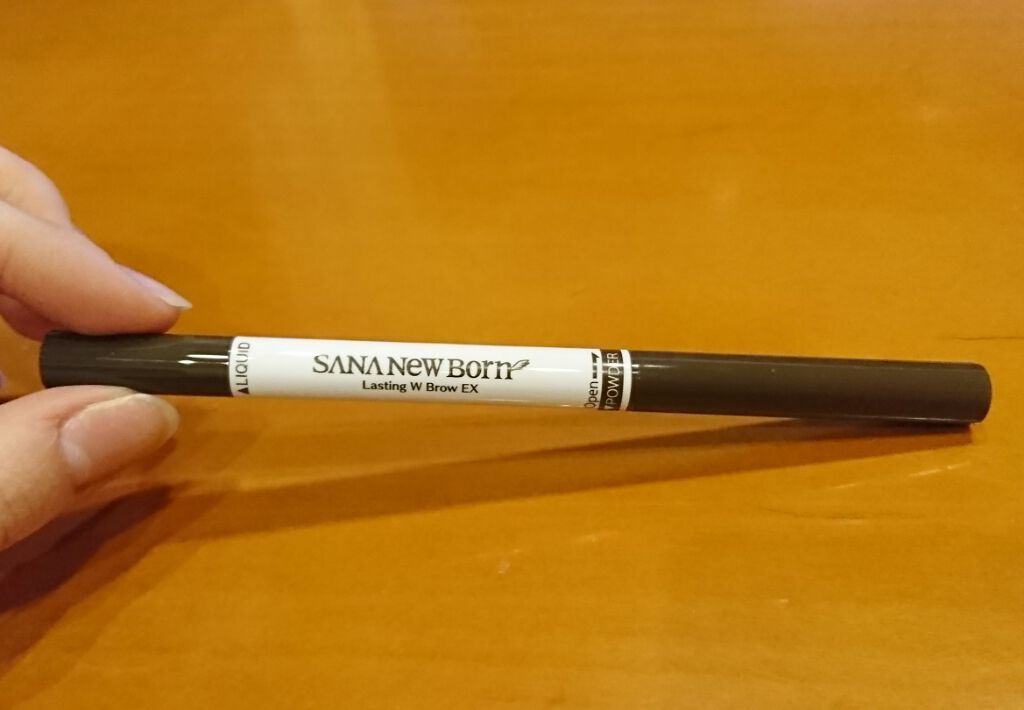 ▲LIQUID
SANA New Born
Lasting W Brow EX
Open▶
▼POWDER